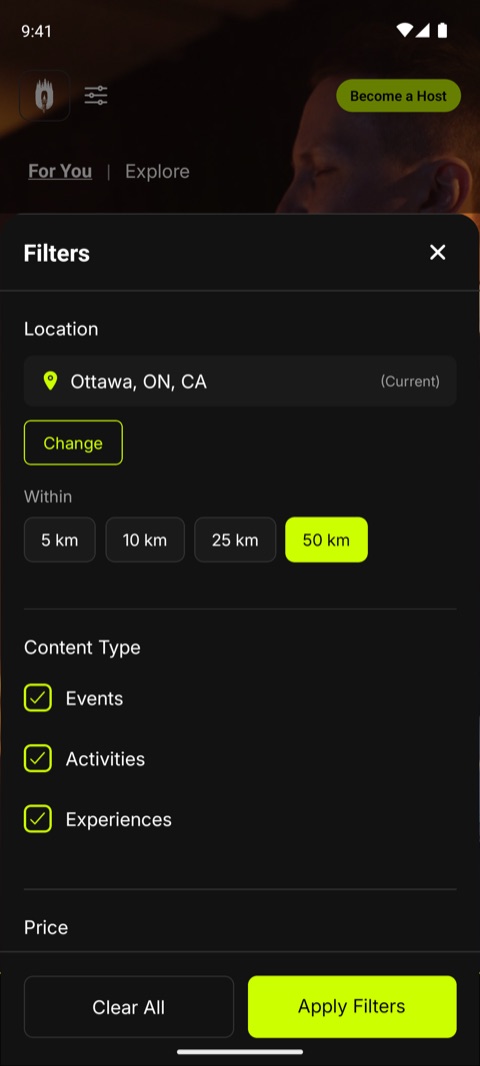 9:41
Become a Host
For You | Explore
Filters
Location
Ottawa, ON, CA (Current)
Change
Within
5 km 10 km 25 km 50 km
Content Type
Events
Activities
Experiences
Price
Clear All Apply Filters